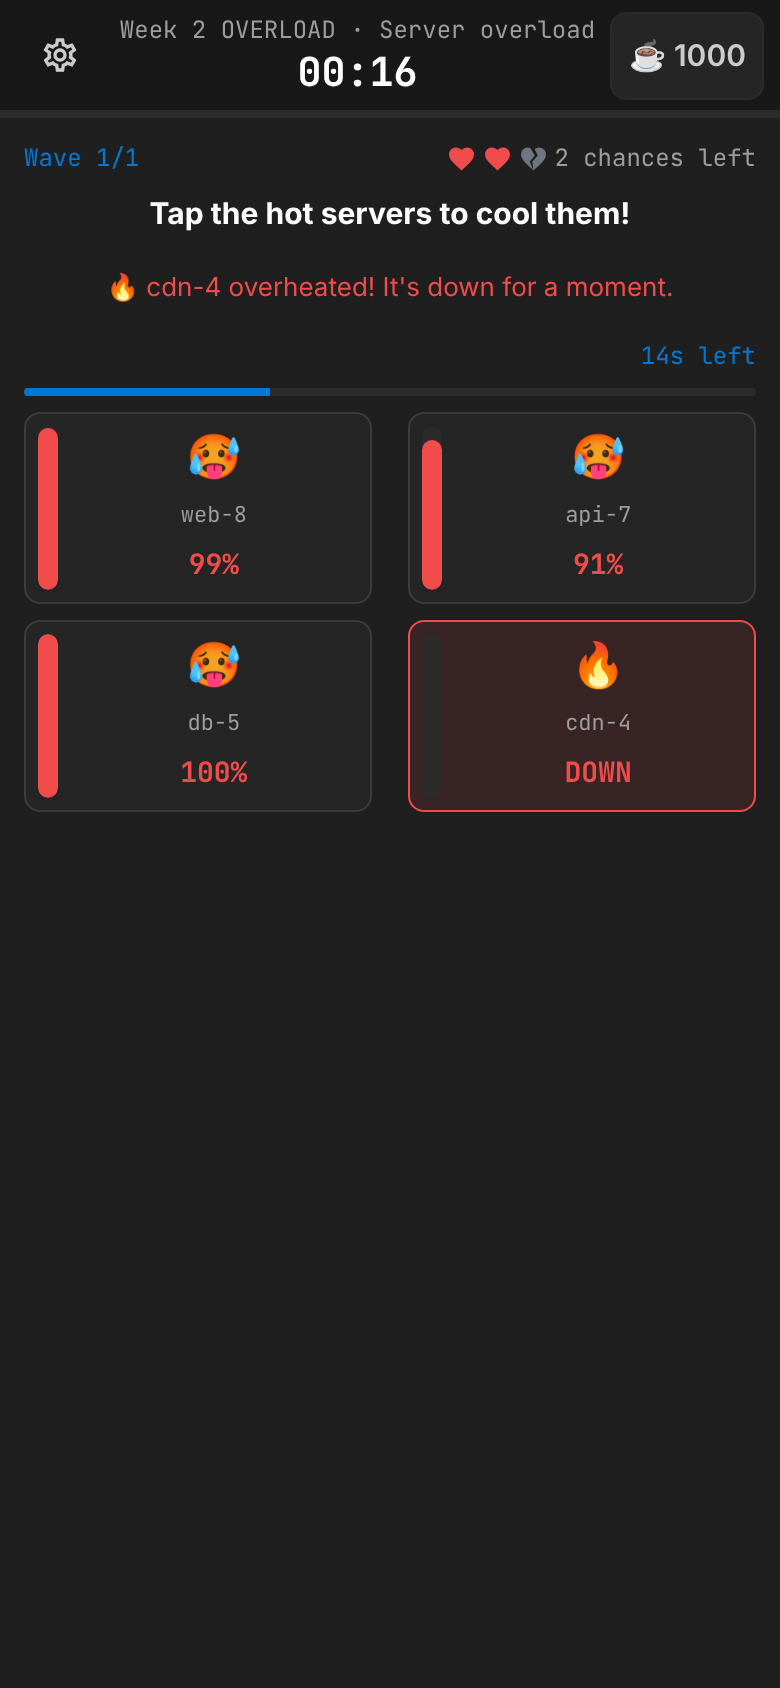 Week 2 OVERLOAD · Server overload
00:16
☕ 1000
Wave 1/1
2 chances left
Tap the hot servers to cool them!
🔥 cdn-4 overheated! It's down for a moment.
14s left
web-8
99%
api-7
91%
db-5
100%
cdn-4
DOWN